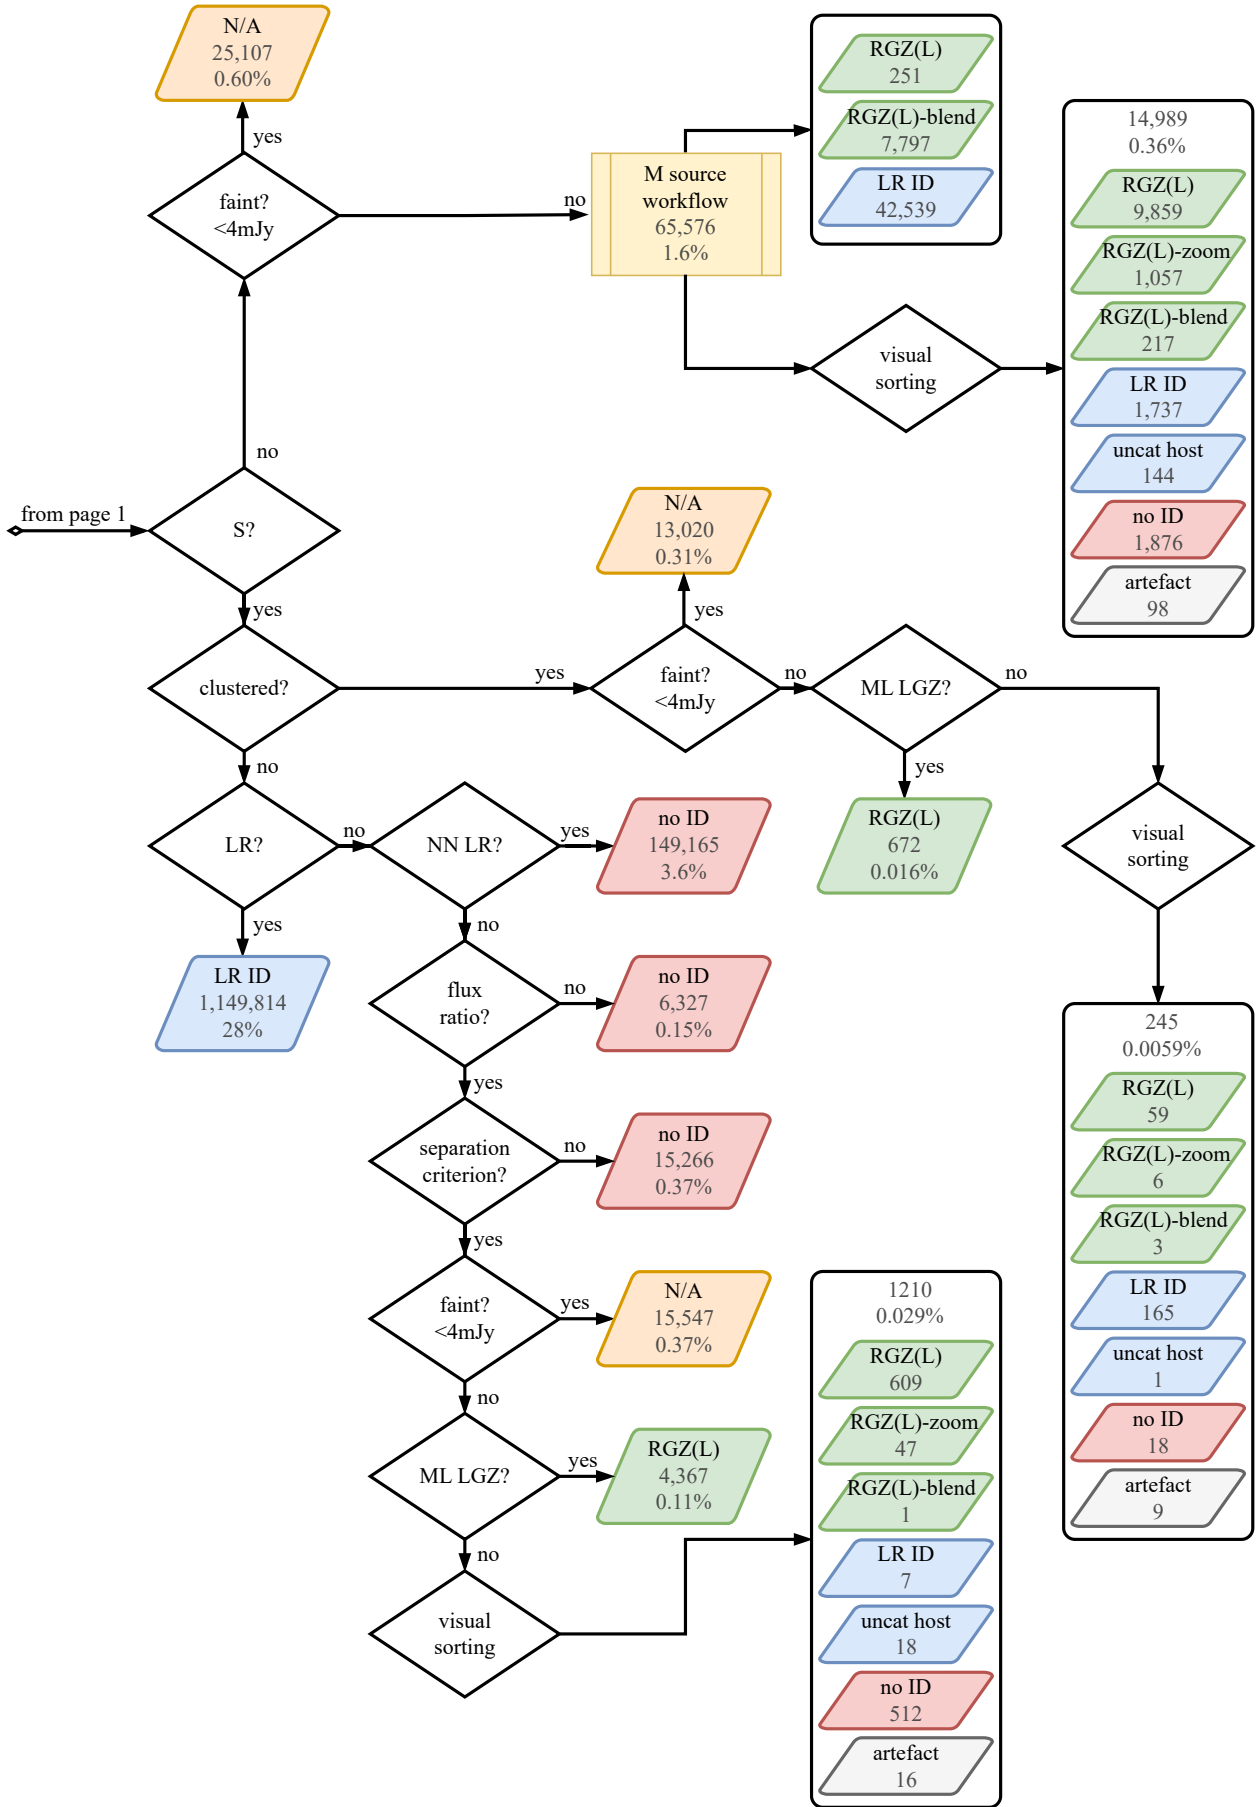 N/A
25,107
0.60%
yes
faint?
<4mJy
no
M source
workflow
65,576
1.6%
RGZ(L)
251
RGZ(L)-blend
7,797
LR ID
42,539
visual
sorting
14,989
0.36%
RGZ(L)
9,859
RGZ(L)-zoom
1,057
RGZ(L)-blend
217
LR ID
1,737
uncat host
144
no ID
1,876
artefact
98
no
from page 1
S?
yes
clustered?
yes
N/A
13,020
0.31%
yes
faint?
<4mJy
no
ML LGZ?
no
yes
RGZ(L)
672
0.016%
visual
sorting
245
0.0059%
RGZ(L)
59
RGZ(L)-zoom
6
RGZ(L)-blend
3
LR ID
165
uncat host
1
no ID
18
artefact
9
no
LR?
no
yes
LR ID
1,149,814
28%
NN LR?
yes
no ID
149,165
3.6%
no
flux
ratio?
no
no ID
6,327
0.15%
yes
separation
criterion?
no
no ID
15,266
0.37%
yes
faint?
<4mJy
yes
N/A
15,547
0.37%
no
ML LGZ?
yes
RGZ(L)
4,367
0.11%
no
visual
sorting
1210
0.029%
RGZ(L)
609
RGZ(L)-zoom
47
RGZ(L)-blend
1
LR ID
7
uncat host
18
no ID
512
artefact
16